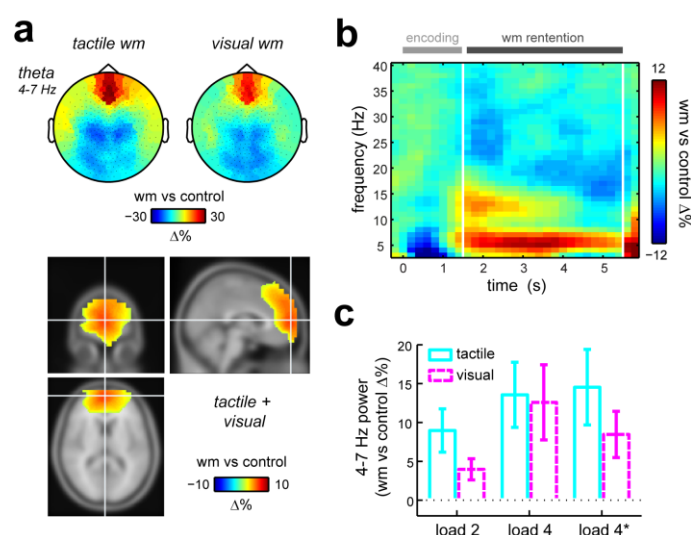 a
tactile wm
visual wm
theta
4-7 Hz
wm vs control
−30
30
Δ%
tactile +
visual
wm vs control
−10
10
Δ%
b
encoding
wm rentention
40
35
30
25
20
15
10
5
frequency (Hz)
0
1
2
3
4
5
time (s)
12
−12
wm vs control Δ%
c
tactile
visual
20
15
10
5
0
4-7 Hz power
(wm vs control Δ%)
load 2
load 4
load 4*